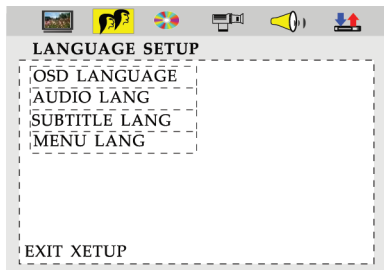 LANGUAGE SETUP
OSD LANGUAGE
AUDIO LANG
SUBTITLE LANG
MENU LANG
EXIT XETUP